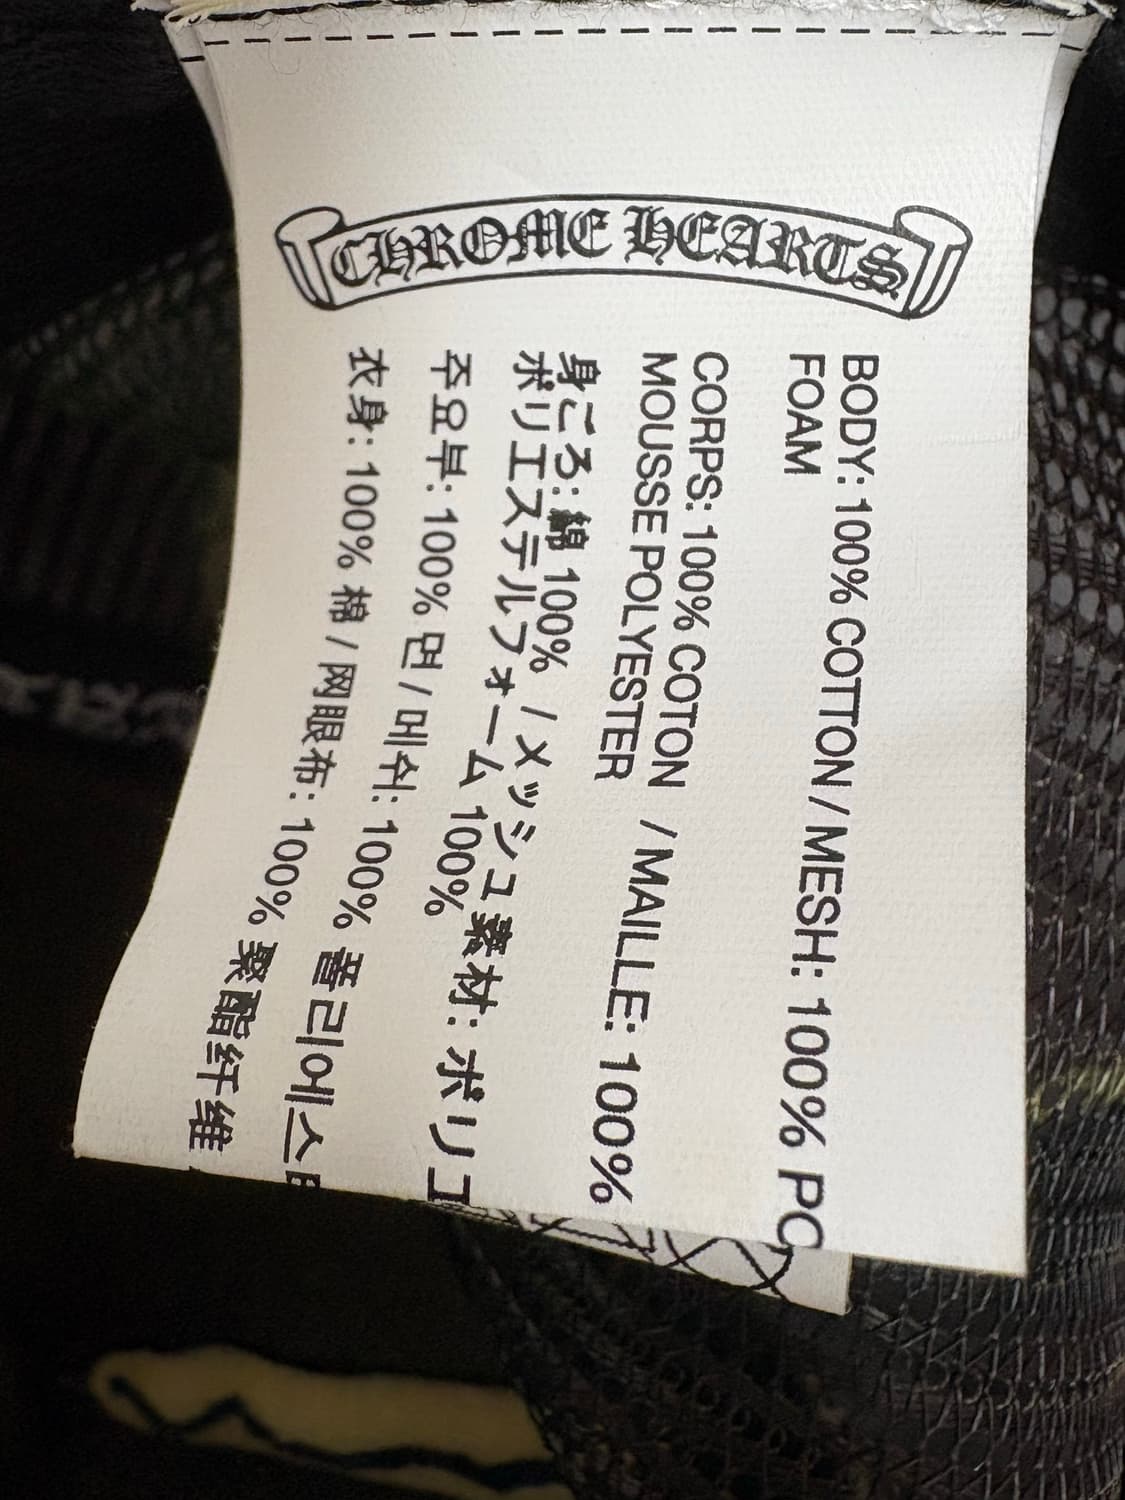 CHROME HEARTS
BODY: 100% COTTON / MESH: 100%
FOAM
CORPS: 100% COTON / MAILLE: 100%
MOUSSE POLYESTER
身ごろ: 綿 100% / メッシュ素材: ポリエ
ポリエステルフォーム 100%
주요부: 100% 면 / 메쉬: 100% 폴리에스
衣身: 100% 棉 / 网眼布: 100% 聚酯纤维